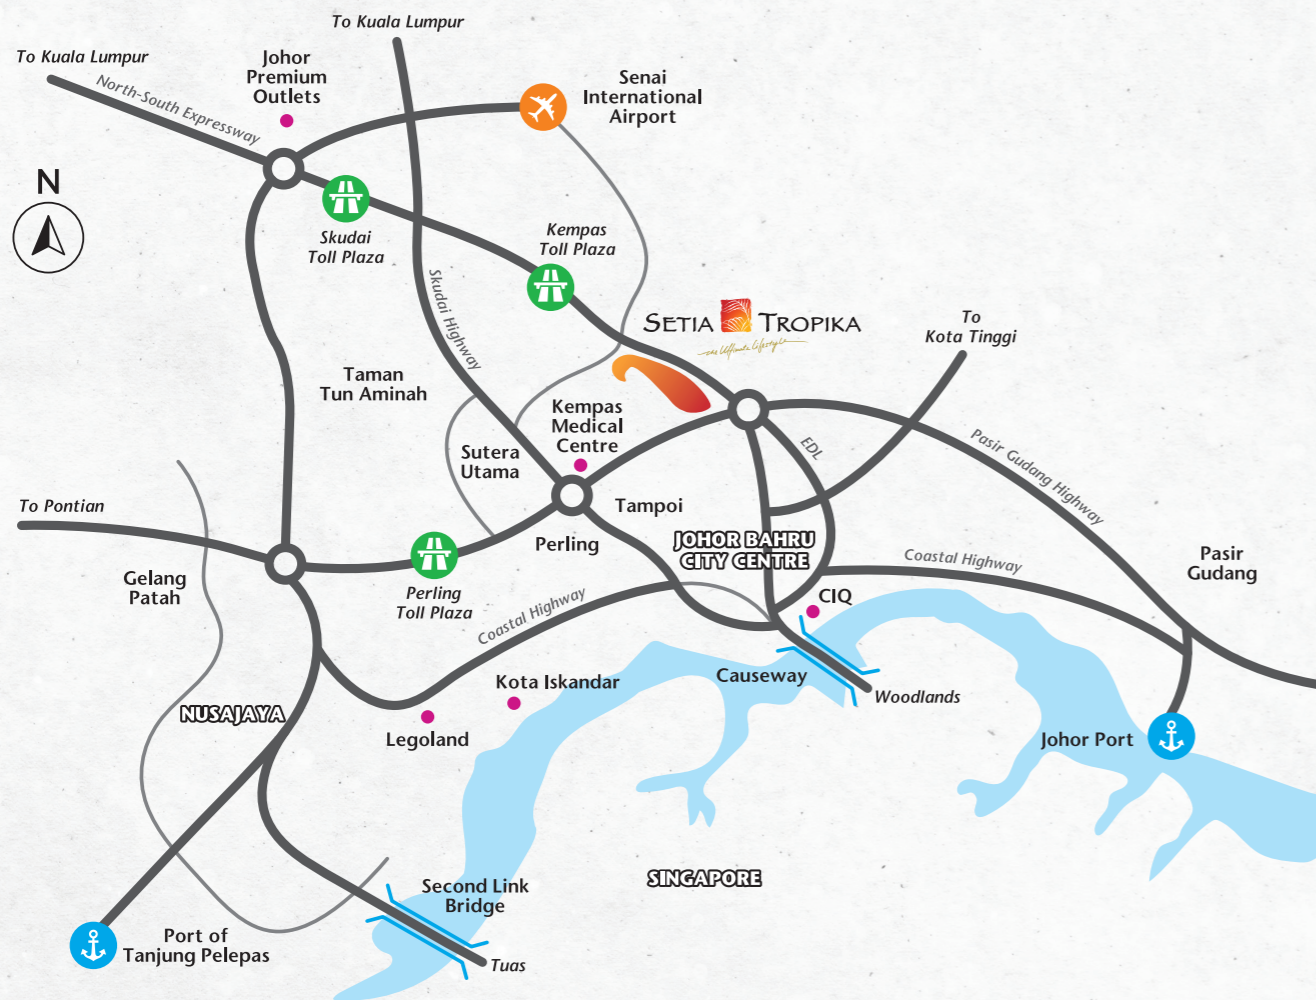 To Kuala Lumpur
To Kuala Lumpur
North-South Expressway
Johor
Premium
Outlets
Senai
International
Airport
N
Skudai
Toll Plaza
Kempas
Toll Plaza
Skudai Highway
SETIA TROPIKA
the Ultimate Lifestyle
To
Kota Tinggi
Taman
Tun Aminah
Kempas
Medical
Centre
Sutera
Utama
EDL
Pasir Gudang Highway
To Pontian
Tampoi
Perling
JOHOR BAHRU
CITY CENTRE
Coastal Highway
Pasir
Gudang
Gelang
Patah
Perling
Toll Plaza
Coastal Highway
CIQ
Kota Iskandar
Causeway
Woodlands
NUSAJAYA
Legoland
Johor Port
SINGAPORE
Second Link
Bridge
Port of
Tanjung Pelepas
Tuas